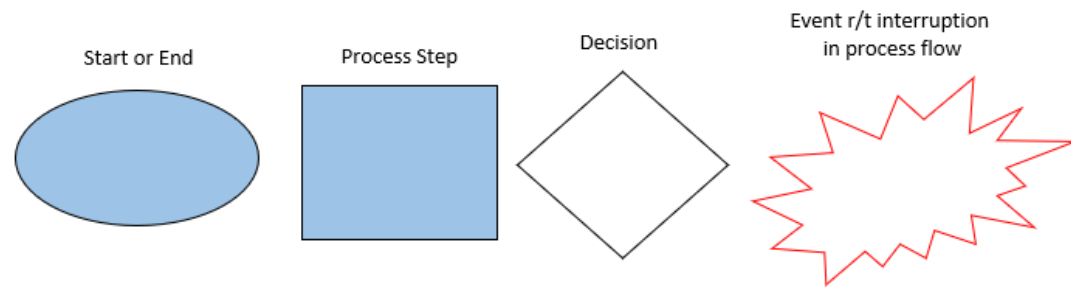 Start or End
Process Step
Decision
Event r/t interruption
in process flow